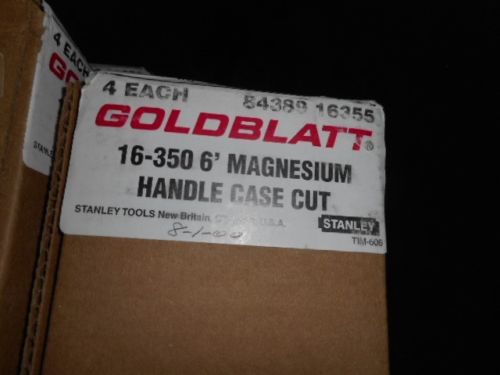 4 EACH
GO
STANL
4 EACH 84389 16355
GOLDBLATT®
16-350 6' MAGNESIUM
HANDLE CASE CUT
STANLEY TOOLS New Britain, U.S.A.
STANLEY
8-1-00
TIM-606